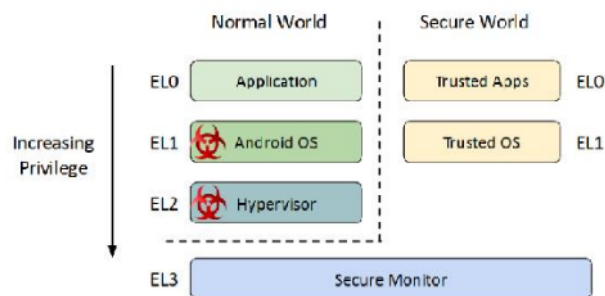 Normal World Secure World
EL0 Application Trusted Apps EL0
Increasing
Privilege
EL1 Android OS Trusted OS EL1
EL2 Hypervisor
EL3 Secure Monitor